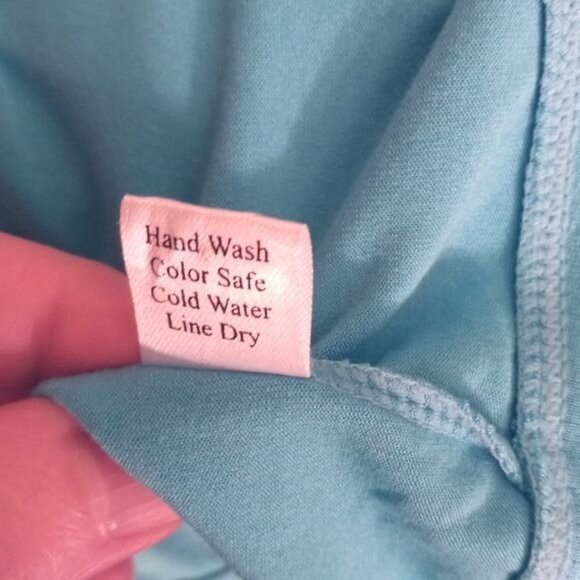 Hand Wash
Color Safe
Cold Water
Line Dry